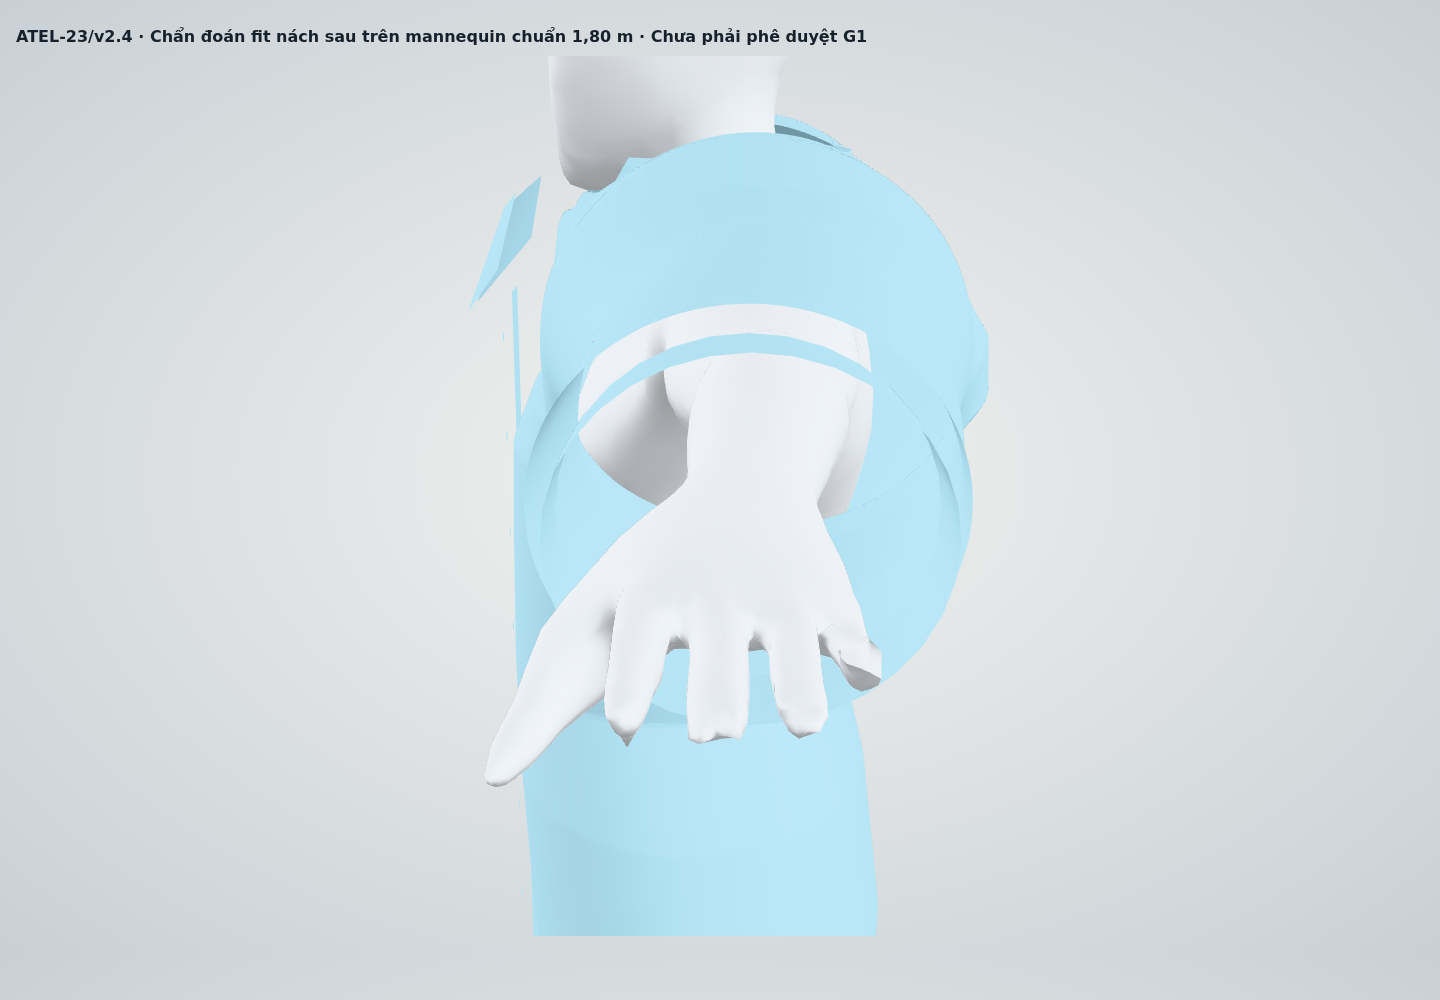 ATEL-23/v2.4 · Chẩn đoán fit nách sau trên mannequin chuẩn 1,80 m · Chưa phải phê duyệt G1